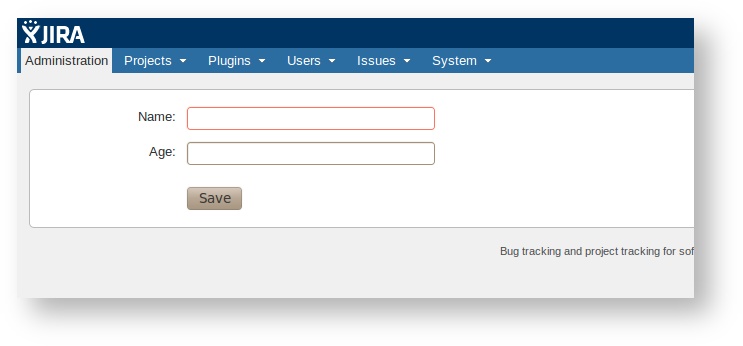 JIRA
Administration Projects Plugins Users Issues System
Name:
Age:
Save
Bug tracking and project tracking for sof